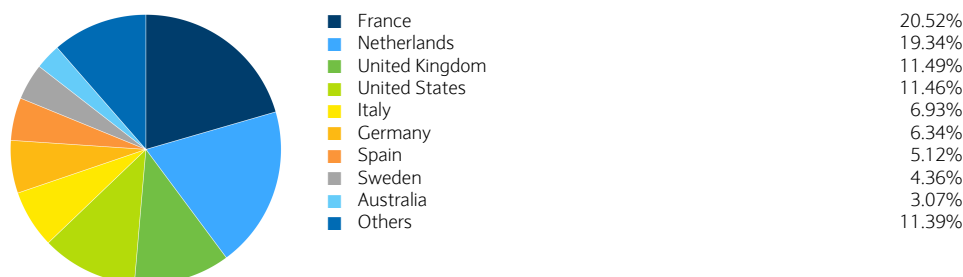 France 20.52%
Netherlands 19.34%
United Kingdom 11.49%
United States 11.46%
Italy 6.93%
Germany 6.34%
Spain 5.12%
Sweden 4.36%
Australia 3.07%
Others 11.39%